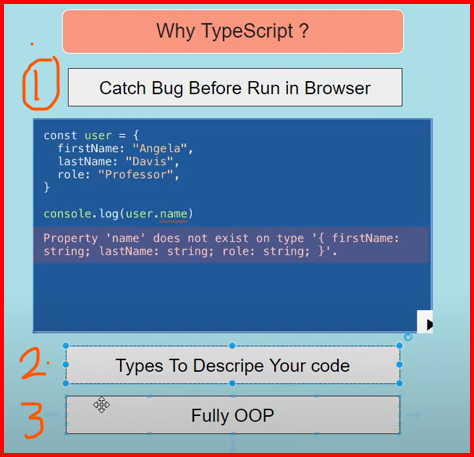 Why TypeScript ?
1
Catch Bug Before Run in Browser
const user = {
  firstName: "Angela",
  lastName: "Davis",
  role: "Professor",
}
console.log(user.name)
Property 'name' does not exist on type '{ firstName:
string; lastName: string; role: string; }'.
2. Types To Descripe Your code
3 Fully OOP